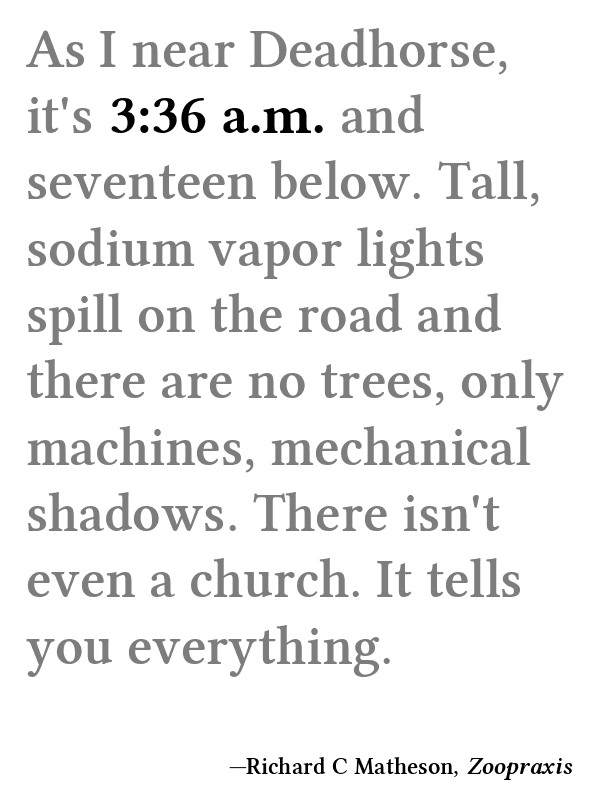 As I near Deadhorse,
it's 3:36 a.m. and
seventeen below. Tall,
sodium vapor lights
spill on the road and
there are no trees, only
machines, mechanical
shadows. There isn't
even a church. It tells
you everything.
—Richard C Matheson, Zoopraxis